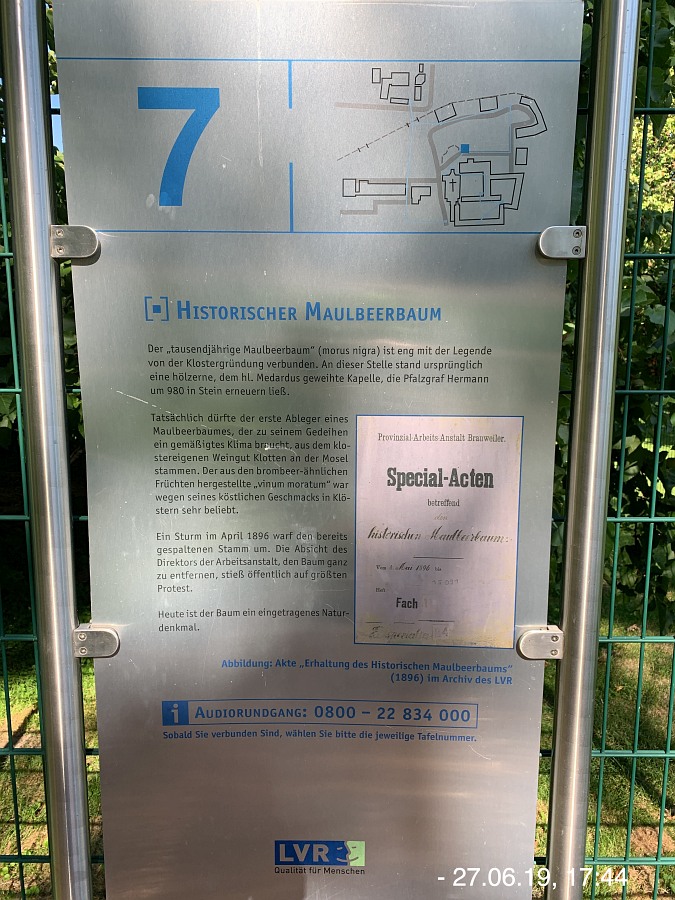 7
Historischer Maulbeerbaum
Der „tausendjährige Maulbeerbaum“ (morus nigra) ist eng mit der Legende
von der Klostergründung verbunden. An dieser Stelle stand ursprünglich
eine hölzerne, dem hl. Medardus geweihte Kapelle, die Pfalzgraf Hermann
um 980 in Stein erneuern ließ.
Tatsächlich dürfte der erste Ableger eines
Maulbeerbaumes, der zu seinem Gedeihen
ein gemäßigtes Klima braucht, aus dem klo-
stereigenen Weingut Klotten an der Mosel
stammen. Der aus den brombeer-ähnlichen
Früchten hergestellte „vinum moratum“ war
wegen seines köstlichen Geschmacks in Klö-
stern sehr beliebt.
Ein Sturm im April 1896 warf den bereits
gespaltenen Stamm um. Die Absicht des
Direktors der Arbeitsanstalt, den Baum ganz
zu entfernen, stieß öffentlich auf größten
Protest.
Heute ist der Baum ein eingetragenes Natur-
denkmal.
Provinzial-Arbeits-Anstalt Brauweiler.
Special-Acten
betreffend
den
historischen Maulbeerbaum
Vom Mai 1896 bis
Heft
Fach
Abbildung: Akte „Erhaltung des Historischen Maulbeerbaums“
(1896) im Archiv des LVR
i Audiorundgang: 0800 – 22 834 000
Sobald Sie verbunden Sind, wählen Sie bitte die jeweilige Tafelnummer.
LVR
Qualität für Menschen
- 27.06.19, 17:44